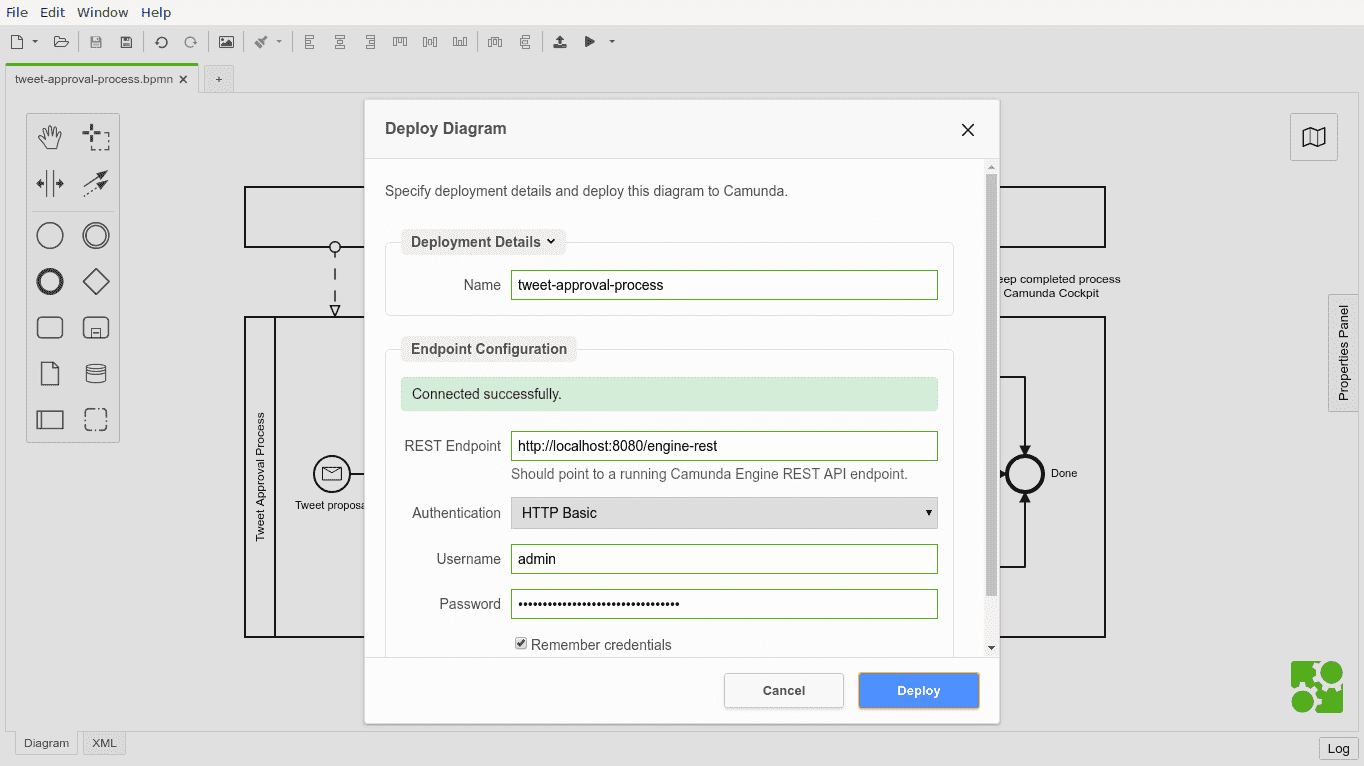 File Edit Window Help
tweet-approval-process.bpmn
+
Deploy Diagram
Specify deployment details and deploy this diagram to Camunda.
Deployment Details
Name tweet-approval-process
Endpoint Configuration
Connected successfully.
REST Endpoint http://localhost:8080/engine-rest
Should point to a running Camunda Engine REST API endpoint.
Authentication HTTP Basic
Username admin
Password ••••••••••••••••••••••••••••••••••
Remember credentials
Cancel Deploy
completed process
Camunda Cockpit
Properties Panel
Tweet Approval Process
Tweet
Done
Diagram XML
Log